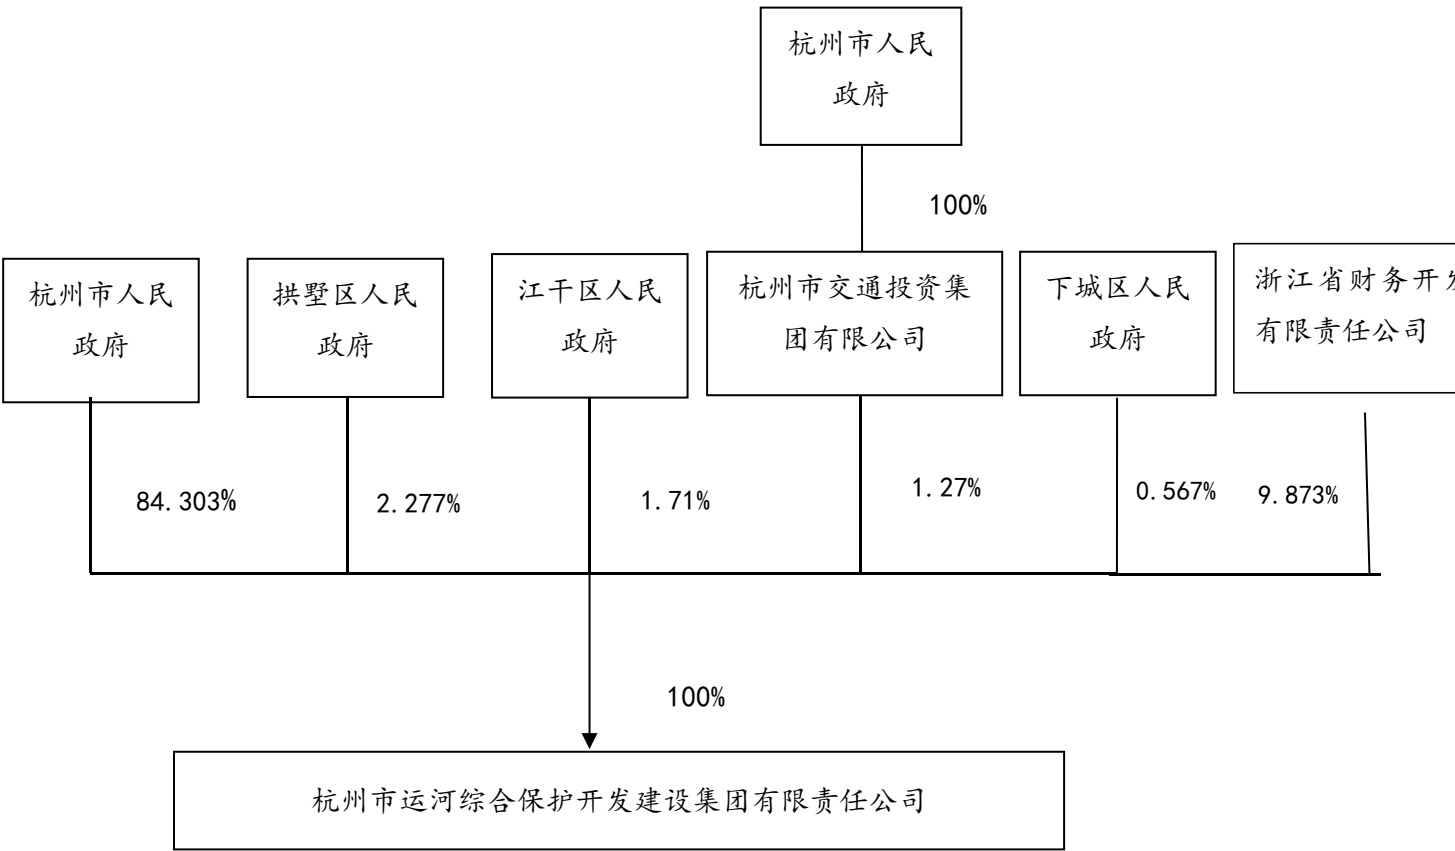 杭州市人民
政府
100%
杭州市人民
政府
拱墅区人民
政府
江干区人民
政府
杭州市交通投资集
团有限公司
下城区人民
政府
浙江省财务开发
有限责任公司
84.303%
2.277%
1.71%
1.27%
0.567%
9.873%
100%
杭州市运河综合保护开发建设集团有限责任公司